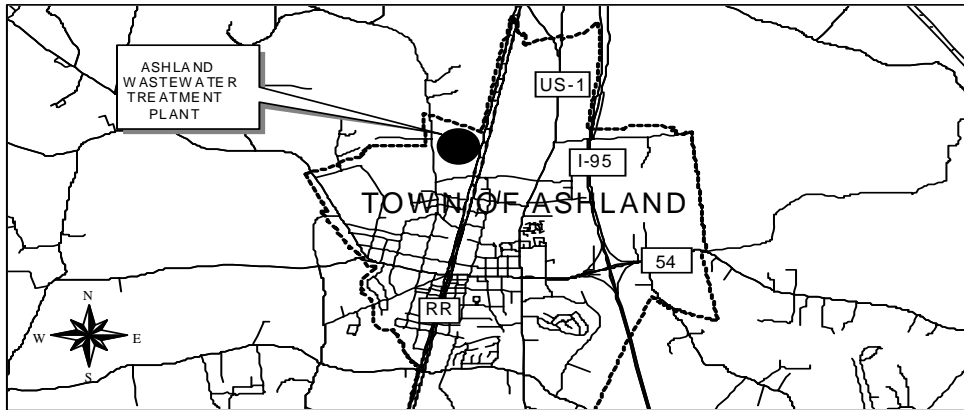 ASHLAND
WASTEWATER
TREATMENT
PLANT
US-1
I-95
TOWN OF ASHLAND
54
RR
N
W E
S